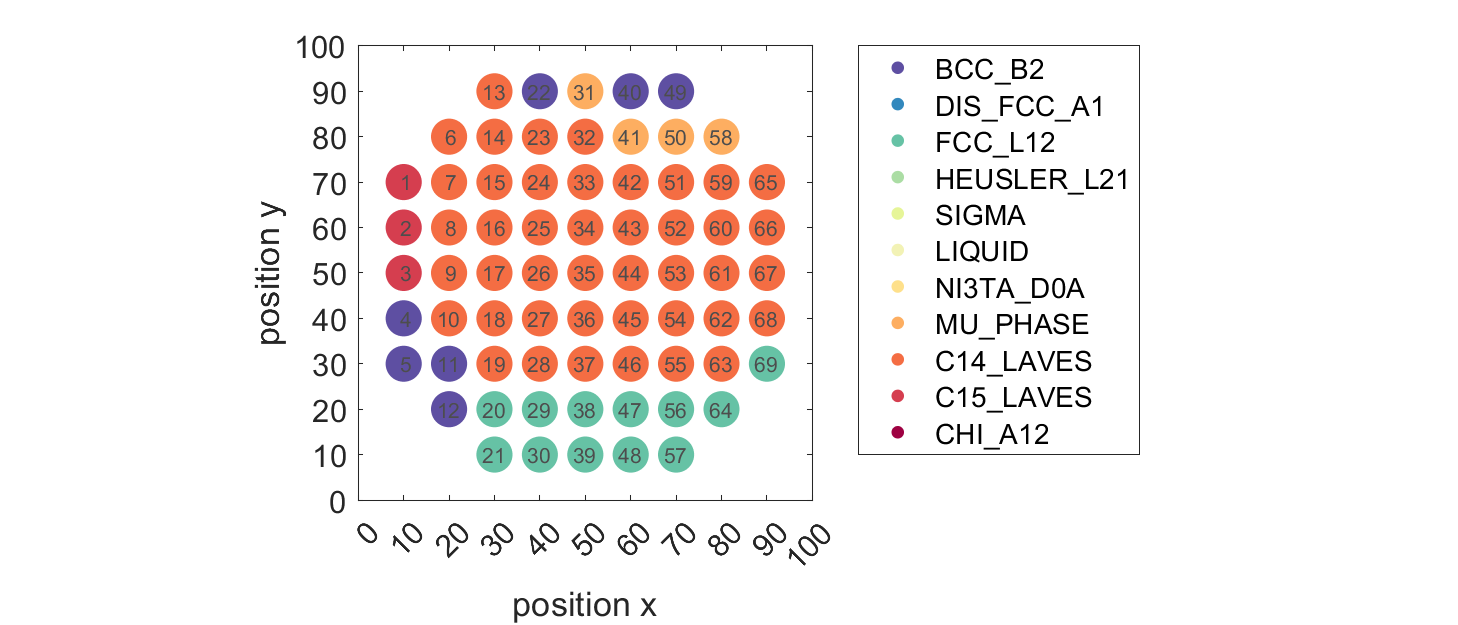 100
90 13 22 31 40 49
80 6 14 23 32 41 50 58
70 1 7 15 24 33 42 51 59 65
60 2 8 16 25 34 43 52 60 66
50 3 9 17 26 35 44 53 61 67
40 4 10 18 27 36 45 54 62 68
30 5 11 19 28 37 46 55 63 69
20 12 20 29 38 47 56 64
10 21 30 39 48 57
0
0 10 20 30 40 50 60 70 80 90 100
position x
position y
BCC_B2
DIS_FCC_A1
FCC_L12
HEUSLER_L21
SIGMA
LIQUID
NI3TA_D0A
MU_PHASE
C14_LAVES
C15_LAVES
CHI_A12